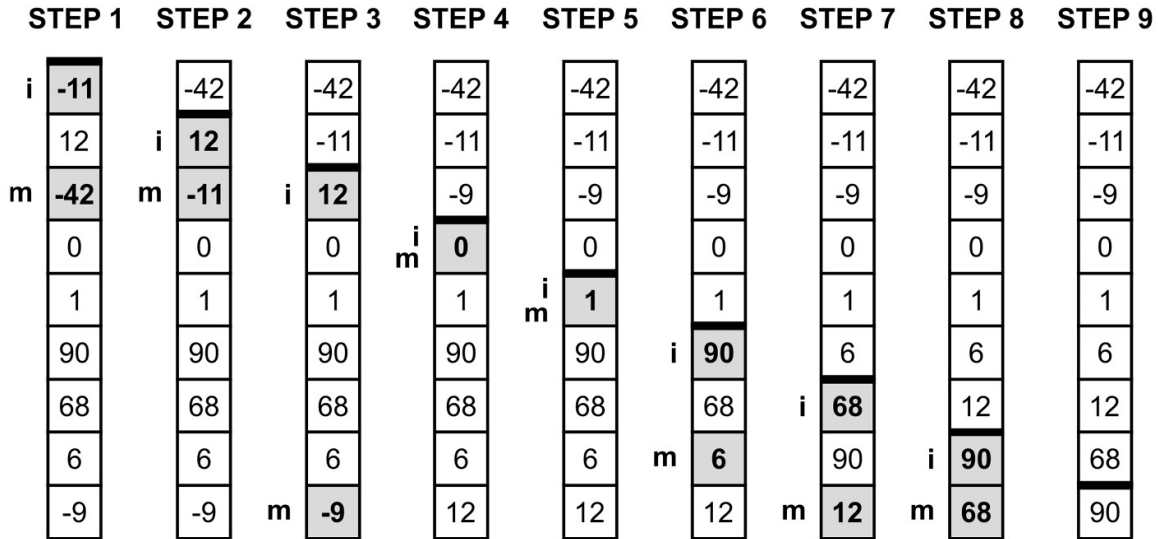 STEP 1 STEP 2 STEP 3 STEP 4 STEP 5 STEP 6 STEP 7 STEP 8 STEP 9
i -11 -42 -42 -42 -42 -42 -42 -42 -42
12 i 12 -11 -11 -11 -11 -11 -11 -11
m -42 m -11 i 12 -9 -9 -9 -9 -9 -9
0 0 0 i m 0 0 0 0 0 0
1 1 1 1 i m 1 1 1 1 1
90 90 90 90 90 i 90 6 6 6
68 68 68 68 68 68 i 68 12 12
6 6 6 6 6 m 6 90 i 90 68
-9 -9 m -9 12 12 12 m 12 m 68 90